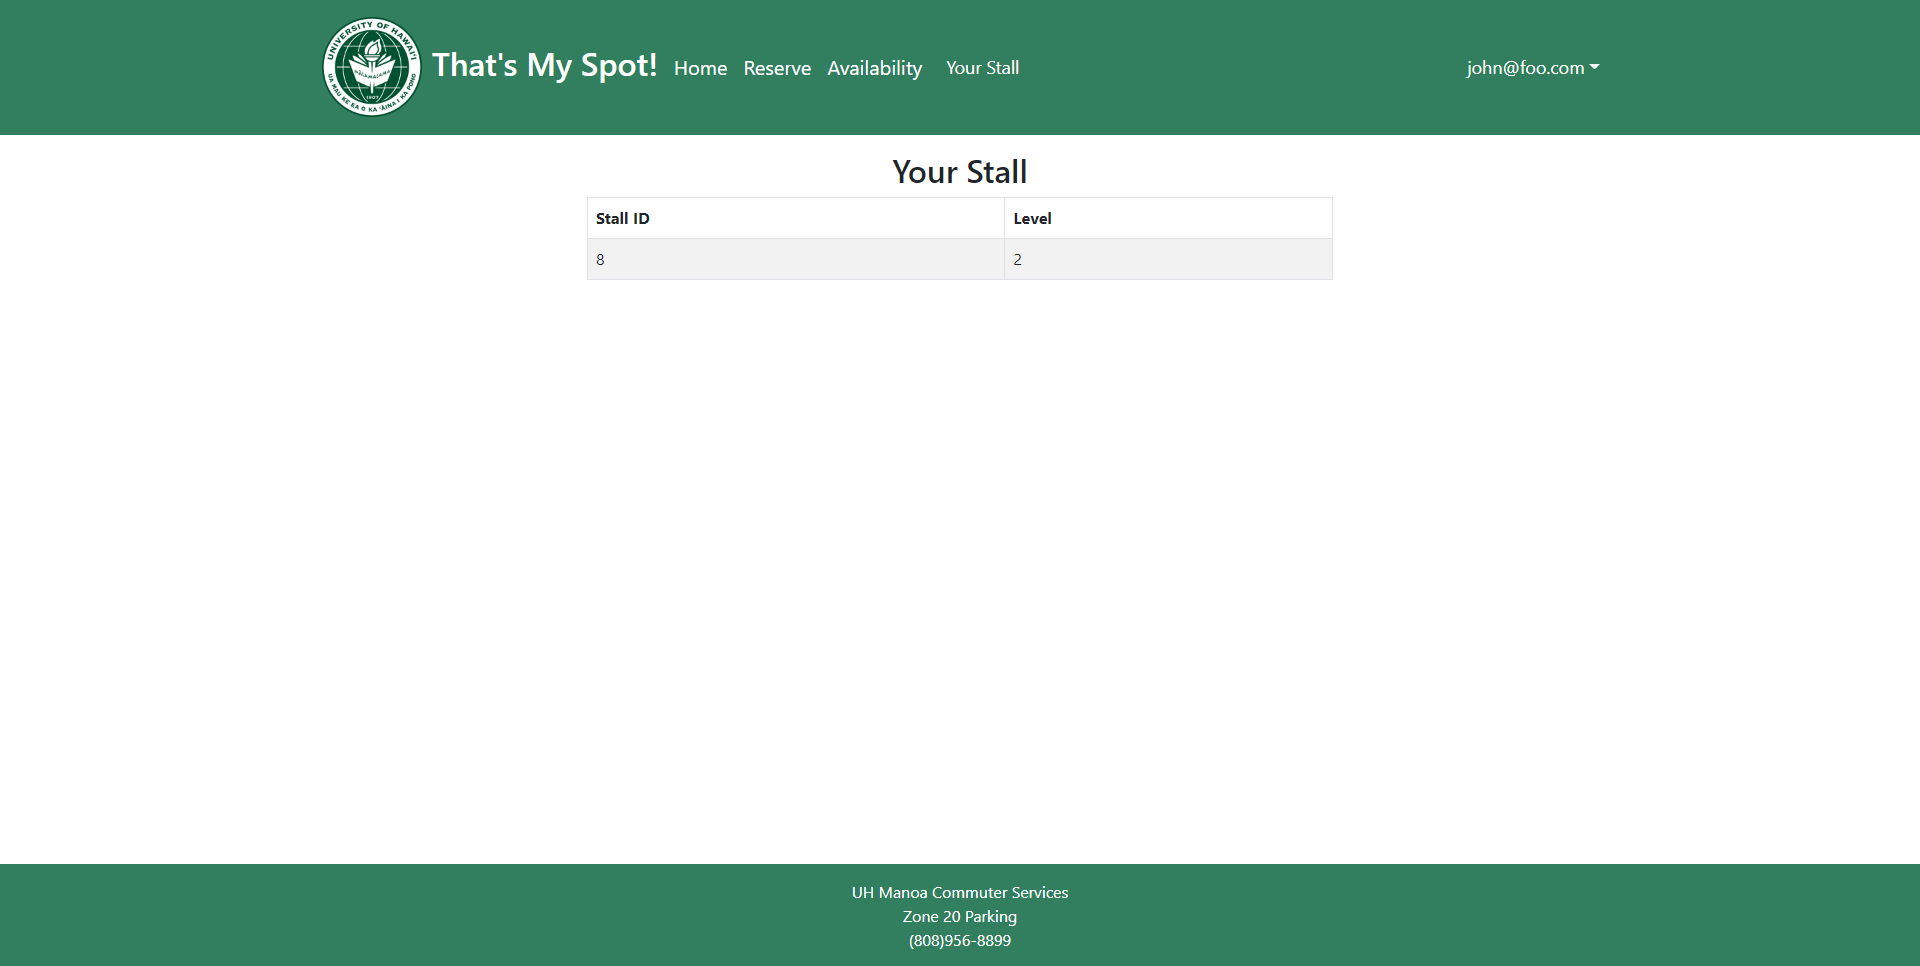 UNIVERSITY OF HAWAI'I
UA MAU KE EA O KA ʻĀINA I KA PONO
MALAMALAMA
1907
That's My Spot!
Home Reserve Availability Your Stall
john@foo.com
Your Stall
Stall ID Level
8 2
UH Manoa Commuter Services
Zone 20 Parking
(808)956-8899